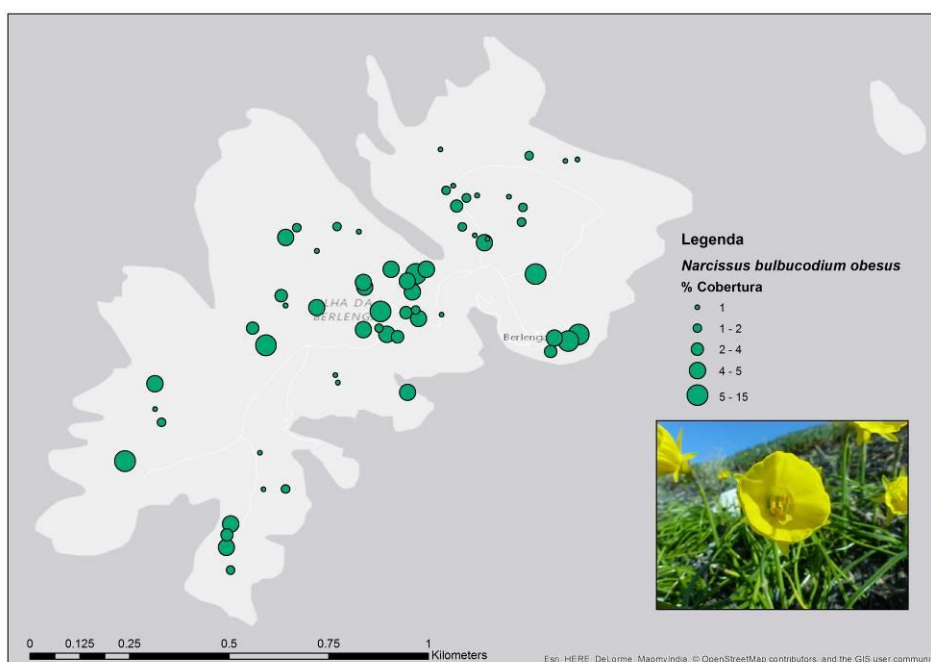 ILHA DA
BERLENGA
Berlenga
Legenda
Narcissus bulbucodium obesus
% Cobertura
1
1 - 2
2 - 4
4 - 5
5 - 15
0 0.125 0.25 0.5 0.75 1
Kilometers
Esri, HERE, DeLorme, MapmyIndia, © OpenStreetMap contributors, and the GIS user communi